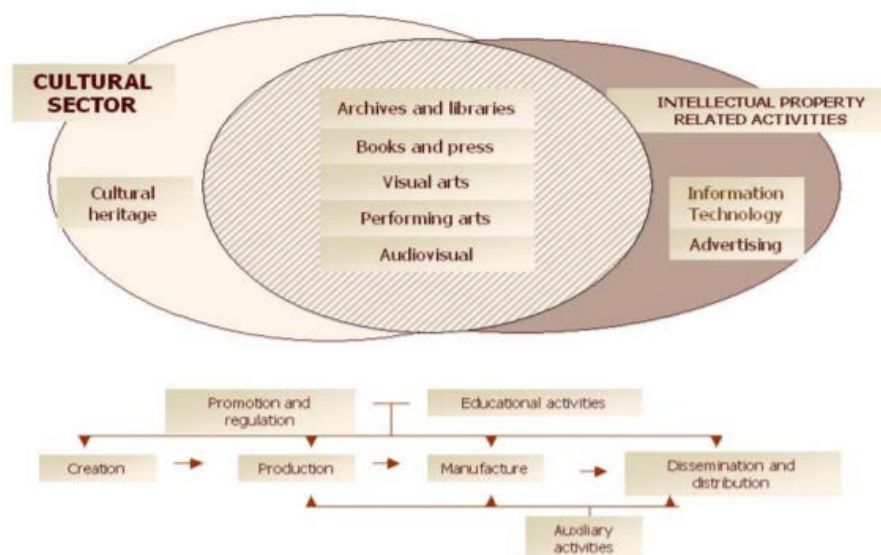 CULTURAL
SECTOR
Archives and libraries
Books and press
Visual arts
Performing arts
Audiovisual
Cultural
heritage
INTELLECTUAL PROPERTY
RELATED ACTIVITIES
Information
Technology
Advertising
Promotion and
regulation
Educational activities
Creation
Production
Manufacture
Dissemination and
distribution
Auxiliary
activities